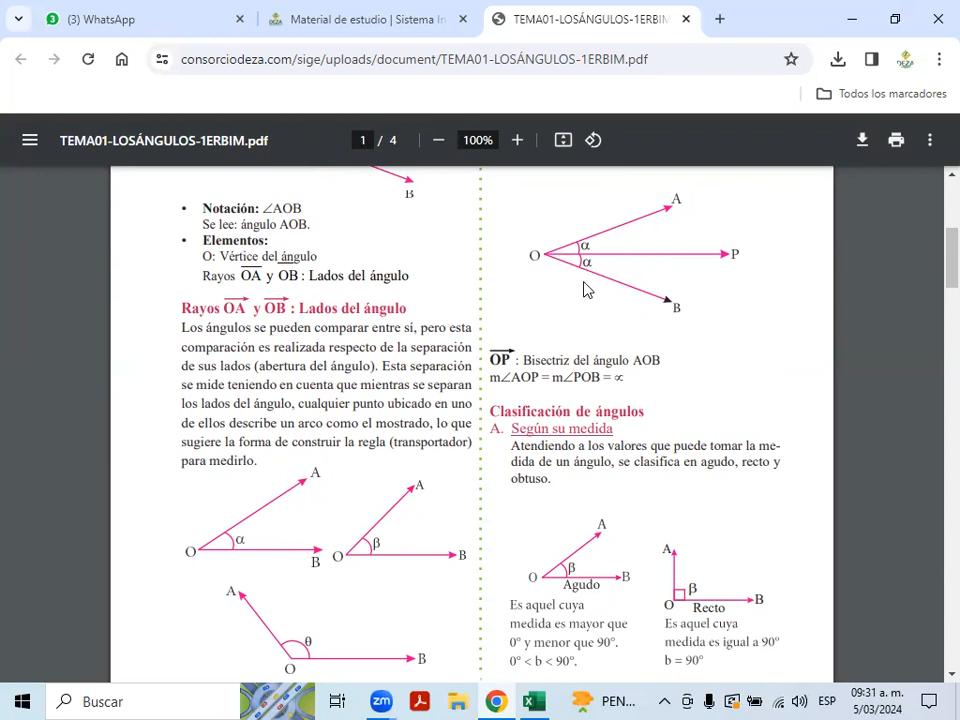 (3) WhatsApp
Material de estudio | Sistema In
TEMA01-LOSÁNGULOS-1ERBIM
consorciodeza.com/sige/uploads/document/TEMA01-LOSÁNGULOS-1ERBIM.pdf
DEZA
Todos los marcadores
TEMA01-LOSÁNGULOS-1ERBIM.pdf
1 / 4
100%
B
• Notación: ∠AOB
Se lee: ángulo AOB.
• Elementos:
O: Vértice del ángulo
Rayos OA y OB : Lados del ángulo
Rayos OA y OB : Lados del ángulo
Los ángulos se pueden comparar entre sí, pero esta
comparación es realizada respecto de la separación
de sus lados (abertura del ángulo). Esta separación
se mide teniendo en cuenta que mientras se separan
los lados del ángulo, cualquier punto ubicado en uno
de ellos describe un arco como el mostrado, lo que
sugiere la forma de construir la regla (transportador)
para medirlo.
A
O
α
B
A
O
β
B
A
θ
O
B
A
O
α
α
P
B
OP : Bisectriz del ángulo AOB
m∠AOP = m∠POB = ∝
Clasificación de ángulos
A. Según su medida
Atendiendo a los valores que puede tomar la me-
dida de un ángulo, se clasifica en agudo, recto y
obtuso.
A
O
β
B
Agudo
Es aquel cuya
medida es mayor que
0° y menor que 90°.
0° < b < 90°.
A
β
O
B
Recto
Es aquel cuya
medida es igual a 90°
b = 90°
Buscar
zm
PEN...
ESP
09:31 a. m.
5/03/2024